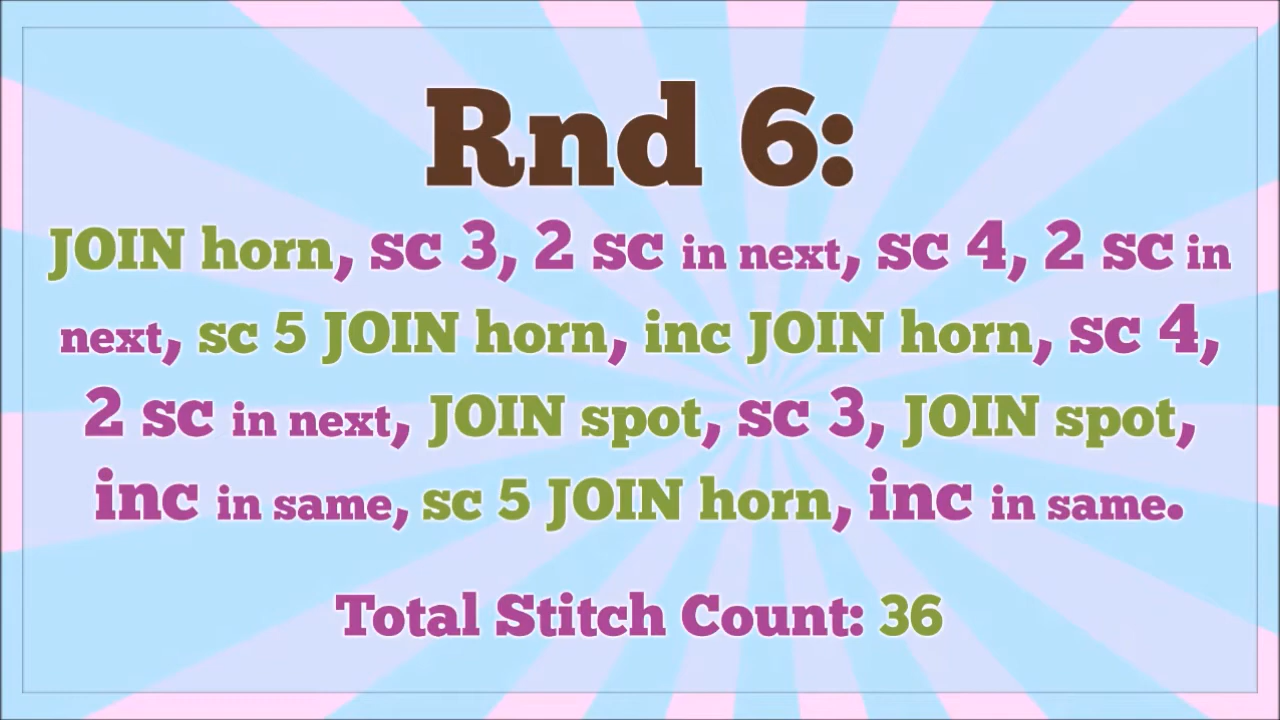 Rnd 6:
JOIN horn, sc 3, 2 sc in next, sc 4, 2 sc in
next, sc 5 JOIN horn, inc JOIN horn, sc 4,
2 sc in next, JOIN spot, sc 3, JOIN spot,
inc in same, sc 5 JOIN horn, inc in same.
Total Stitch Count: 36